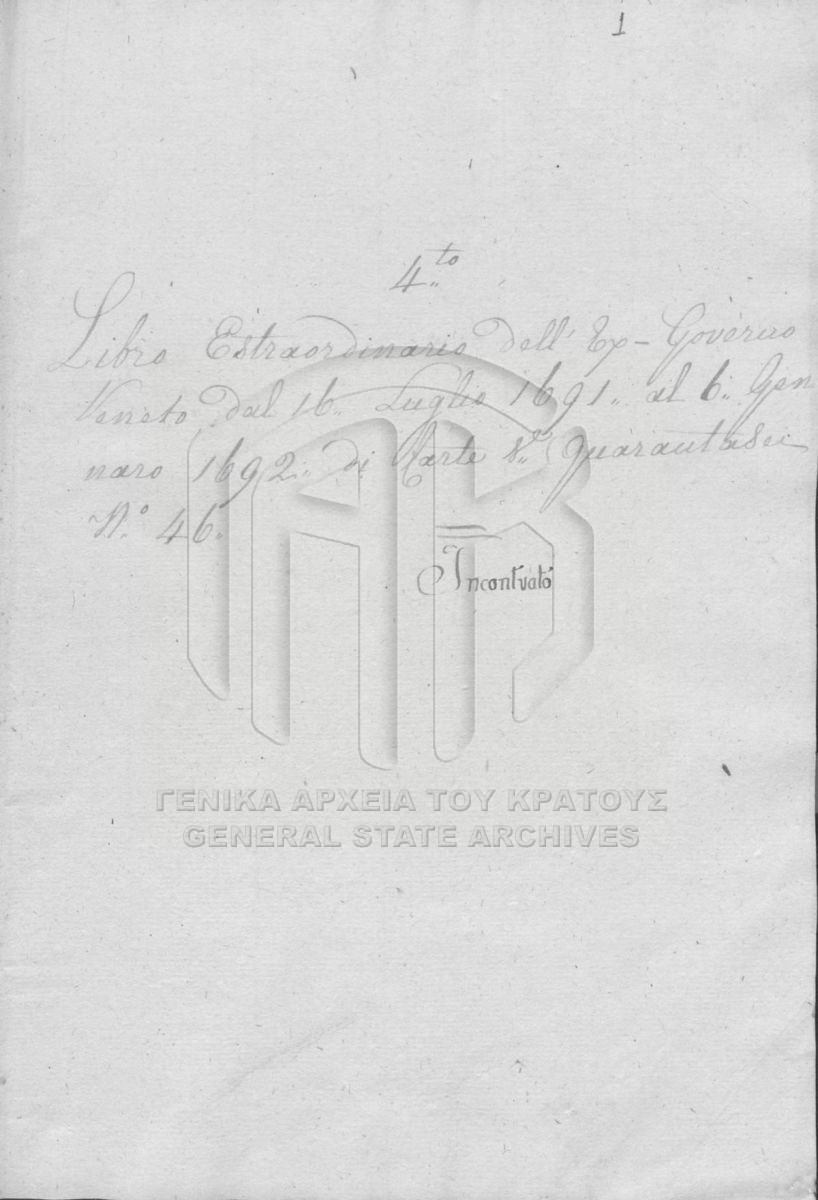 1
4.to
Libro Estraordinario dell' Ex-Governo
Veneto dal 16. Luglio 1691. al 6. Gen
naro 1692. di Carte quarantasei
N.º 46.
Incontrato
ΓΕΝΙΚΑ ΑΡΧΕΙΑ ΤΟΥ ΚΡΑΤΟΥΣ
GENERAL STATE ARCHIVES